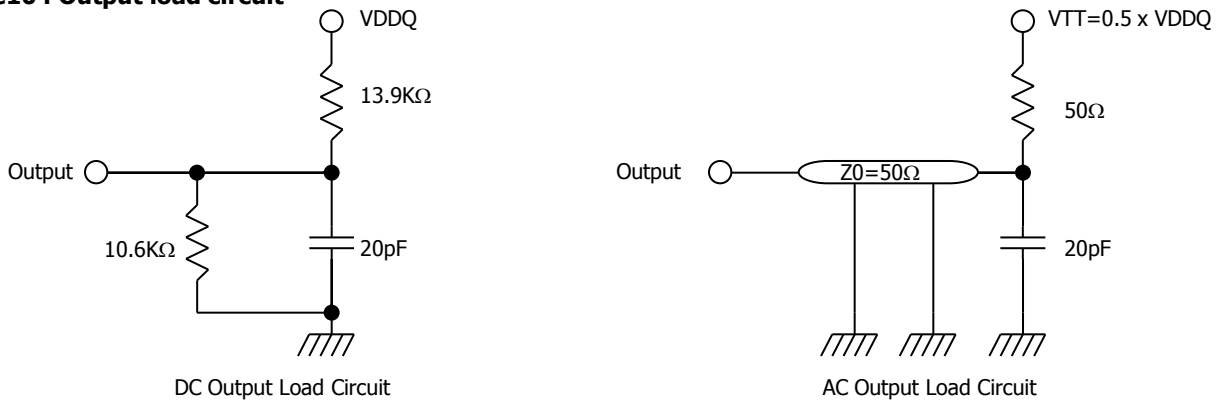 Output load circuit
VDDQ
13.9KΩ
Output
10.6KΩ
20pF
DC Output Load Circuit
VTT=0.5 x VDDQ
50Ω
Output
Z0=50Ω
20pF
AC Output Load Circuit